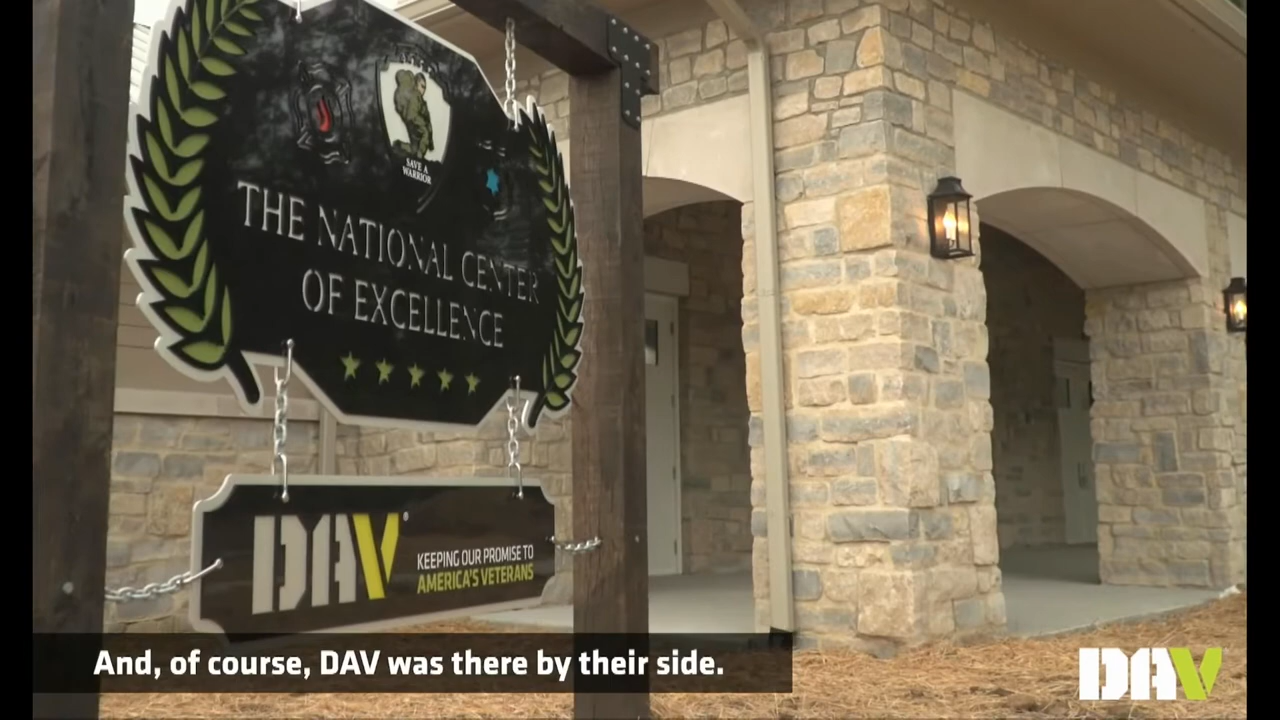 SAVE A
WARRIOR
THE NATIONAL CENTER
OF EXCELLENCE
DAV®
KEEPING OUR PROMISE TO
AMERICA'S VETERANS
And, of course, DAV was there by their side.
DAV